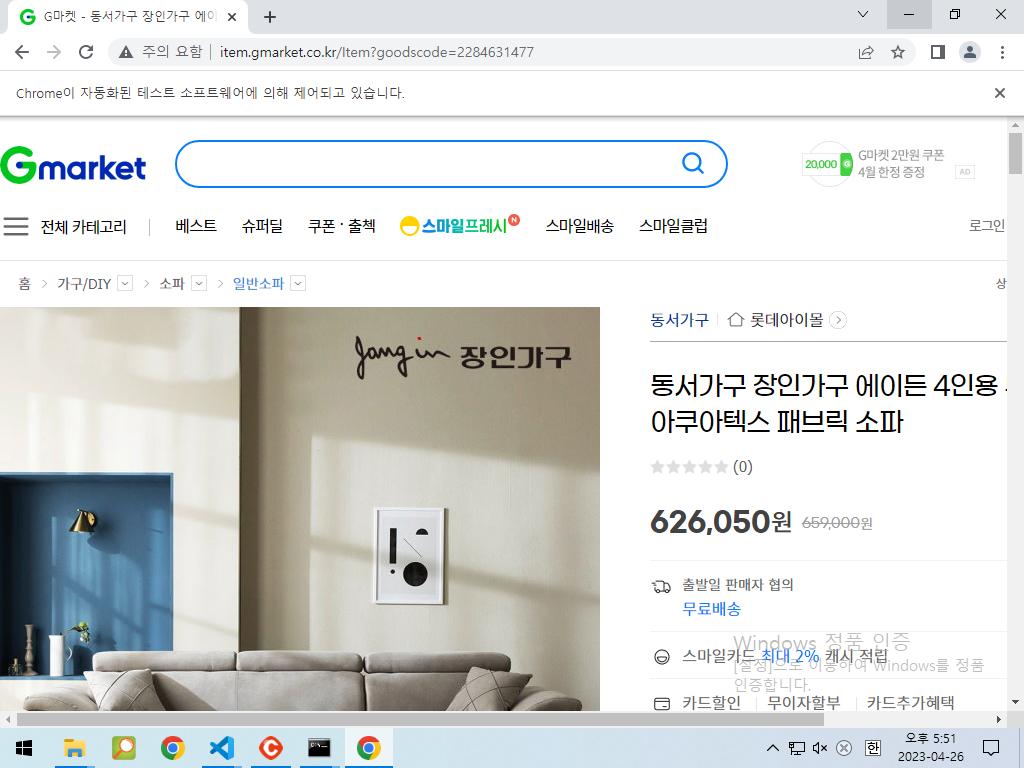 G마켓 - 동서가구 장인가구 에이
주의 요함
item.gmarket.co.kr/Item?goodscode=2284631477
Chrome이 자동화된 테스트 소프트웨어에 의해 제어되고 있습니다.
Gmarket
20,000
G마켓 2만원 쿠폰
4월 한정 증정
AD
전체 카테고리
베스트
슈퍼딜
쿠폰 · 출첵
스마일프레시
N
스마일배송
스마일클럽
로그인
홈 > 가구/DIY > 소파 > 일반소파
상
Jang in 장인가구
동서가구
롯데아이몰
동서가구 장인가구 에이든 4인용
아쿠아텍스 패브릭 소파
(0)
626,050원 659,000원
출발일 판매자 협의
무료배송
스마일카드 최대 2% 캐시 적립
카드할인 무이자할부 카드추가혜택
Windows 정품 인증
[설정]으로 이동하여 Windows를 정품
인증합니다.
한
오후 5:51
2023-04-26